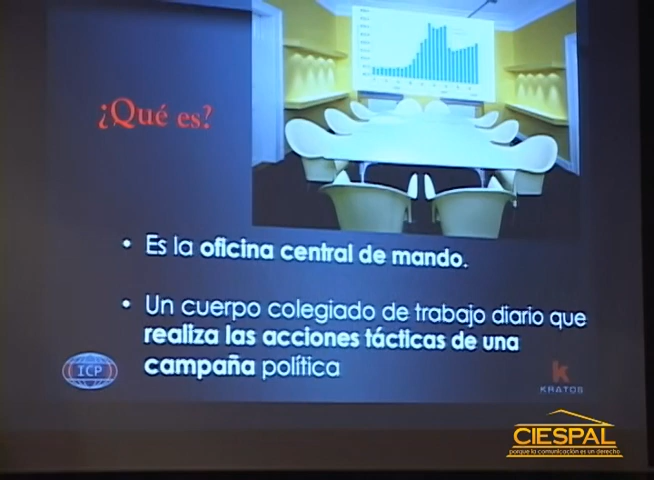 ¿Qué es?
• Es la oficina central de mando.
• Un cuerpo colegiado de trabajo diario que
realiza las acciones tácticas de una
campaña política
ICP
k
KRATOS
CIESPAL
porque la comunicación es un derecho